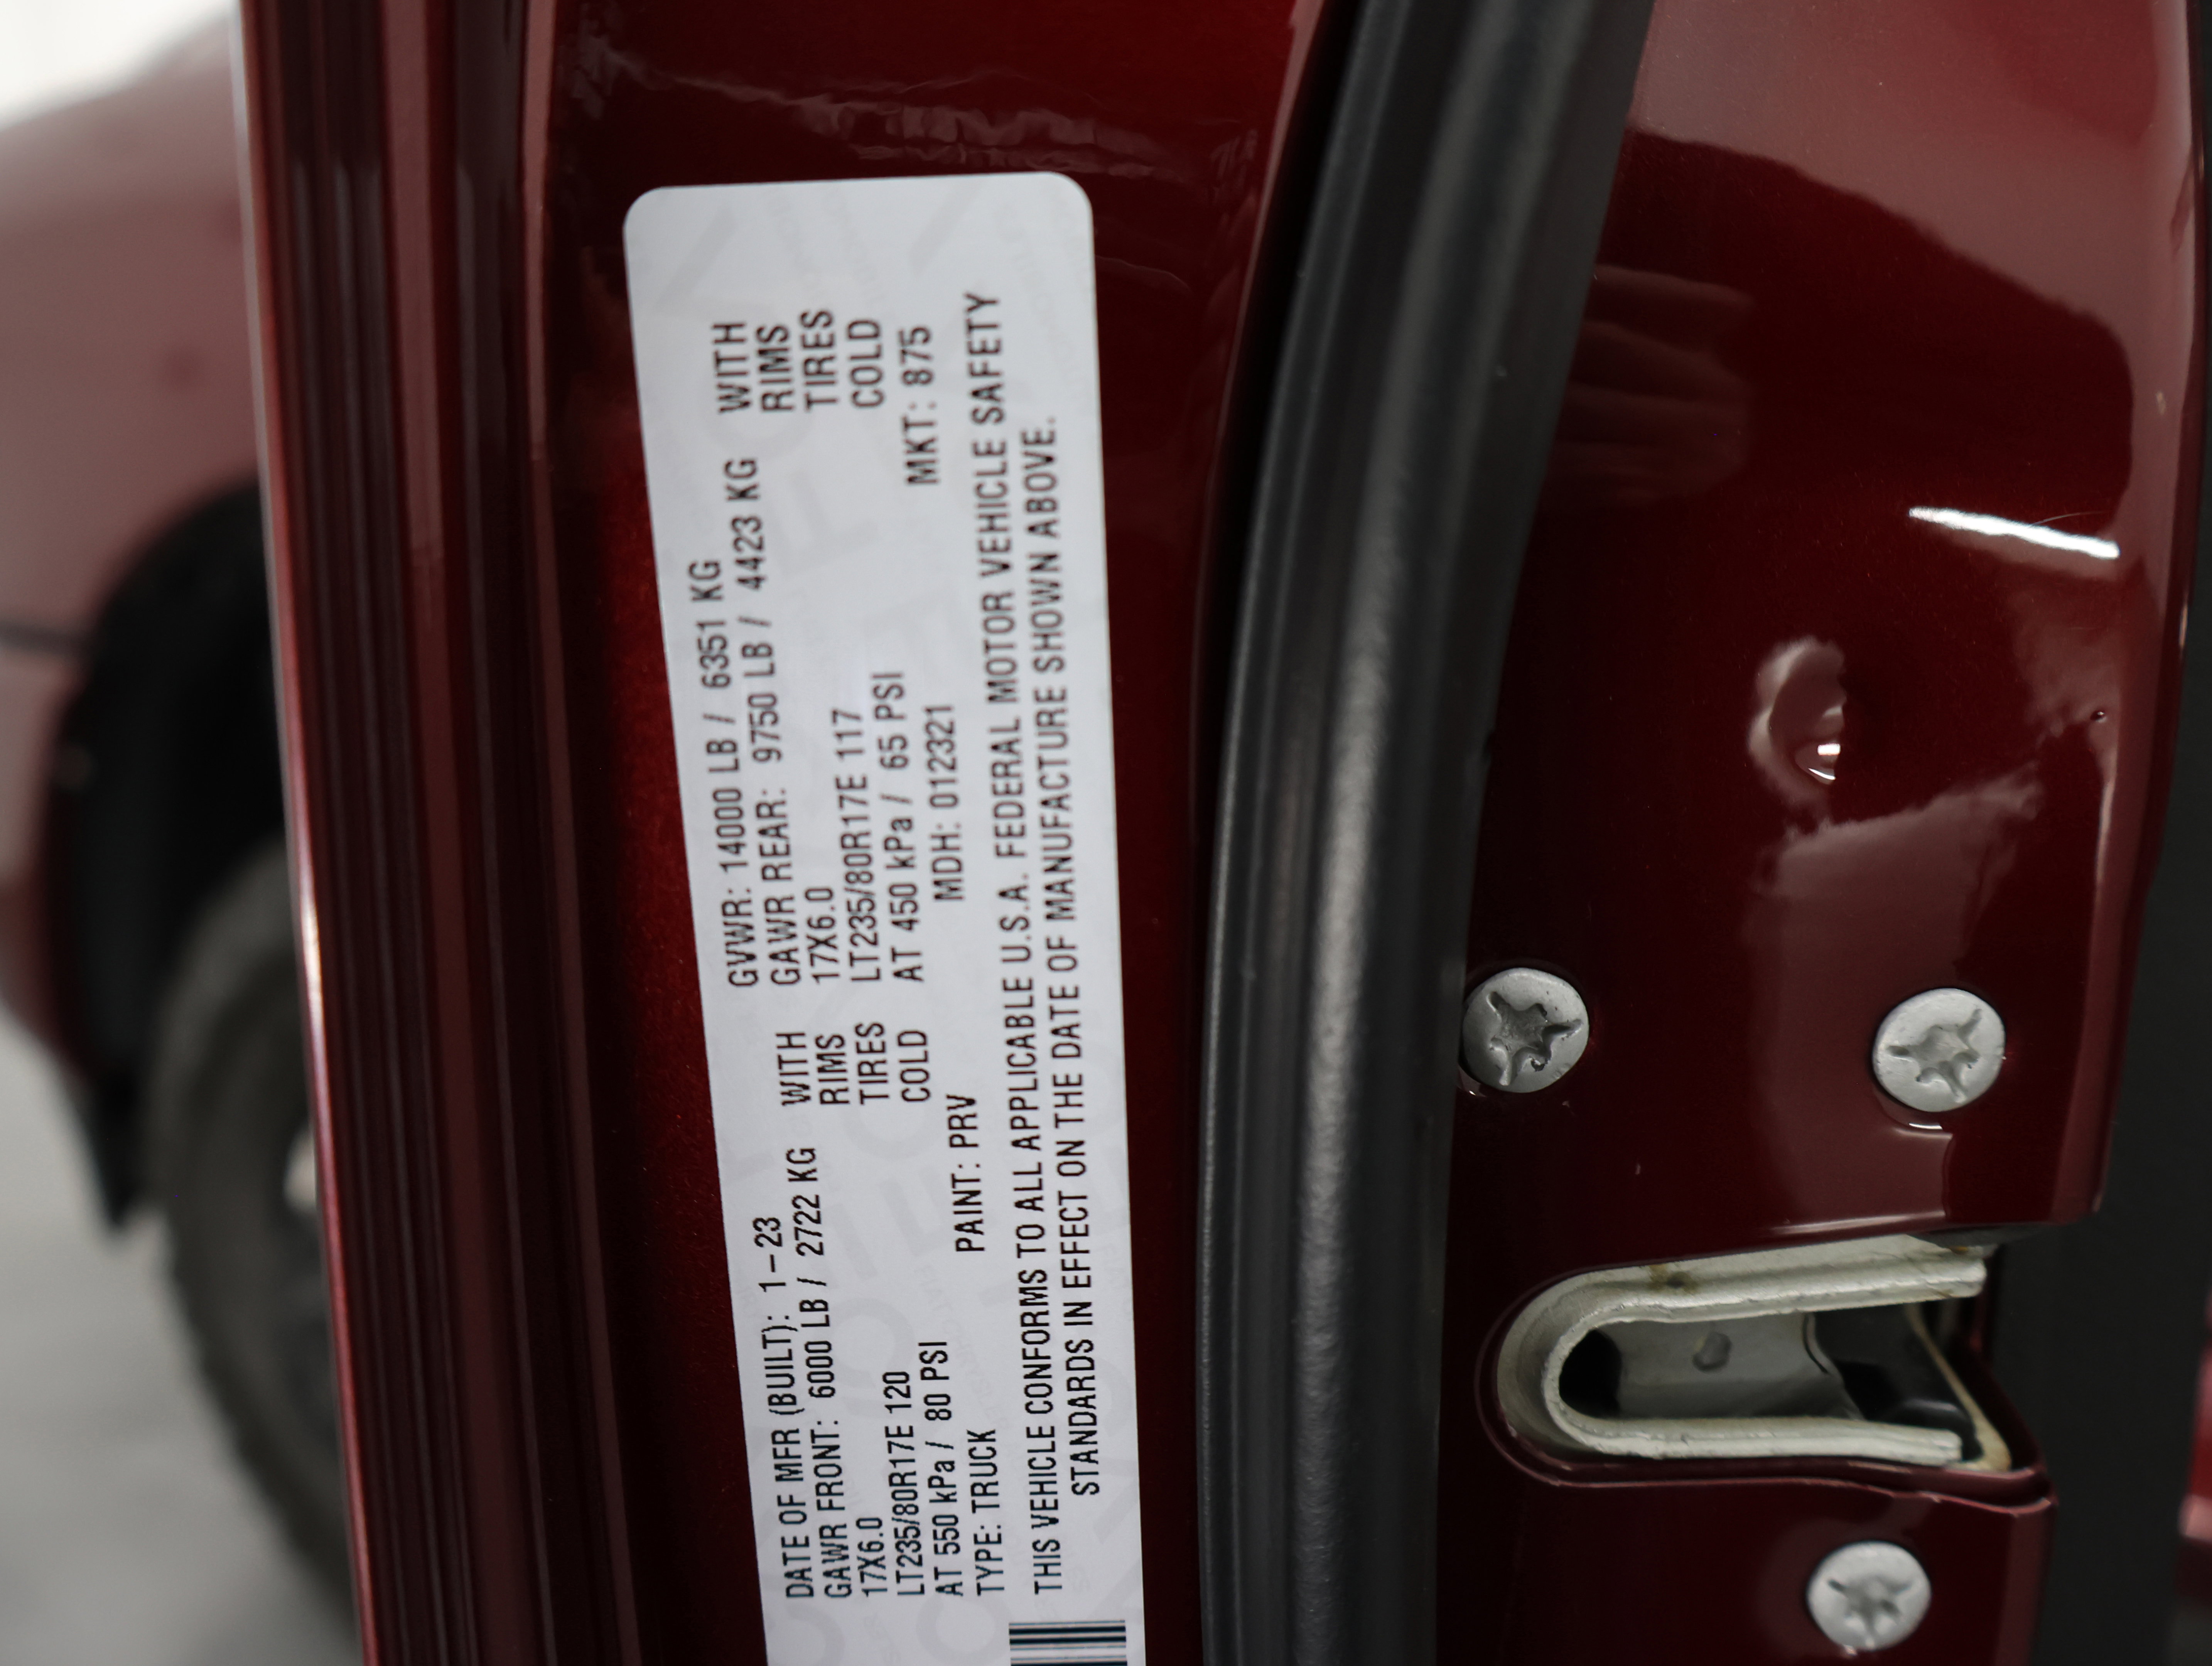 DATE OF MFR (BUILT): 1-23 GVWR: 14000 LB / 6351 KG
GAWR FRONT: 6000 LB / 2722 KG WITH GAWR REAR: 9750 LB / 4423 KG WITH
17X6.0 RIMS 17X6.0 RIMS
LT235/80R17E 120 TIRES LT235/80R17E 117 TIRES
AT 550 kPa / 80 PSI COLD AT 450 kPa / 65 PSI COLD
TYPE: TRUCK PAINT: PRV MDH: 012321 MKT: 875
THIS VEHICLE CONFORMS TO ALL APPLICABLE U.S.A. FEDERAL MOTOR VEHICLE SAFETY
STANDARDS IN EFFECT ON THE DATE OF MANUFACTURE SHOWN ABOVE.